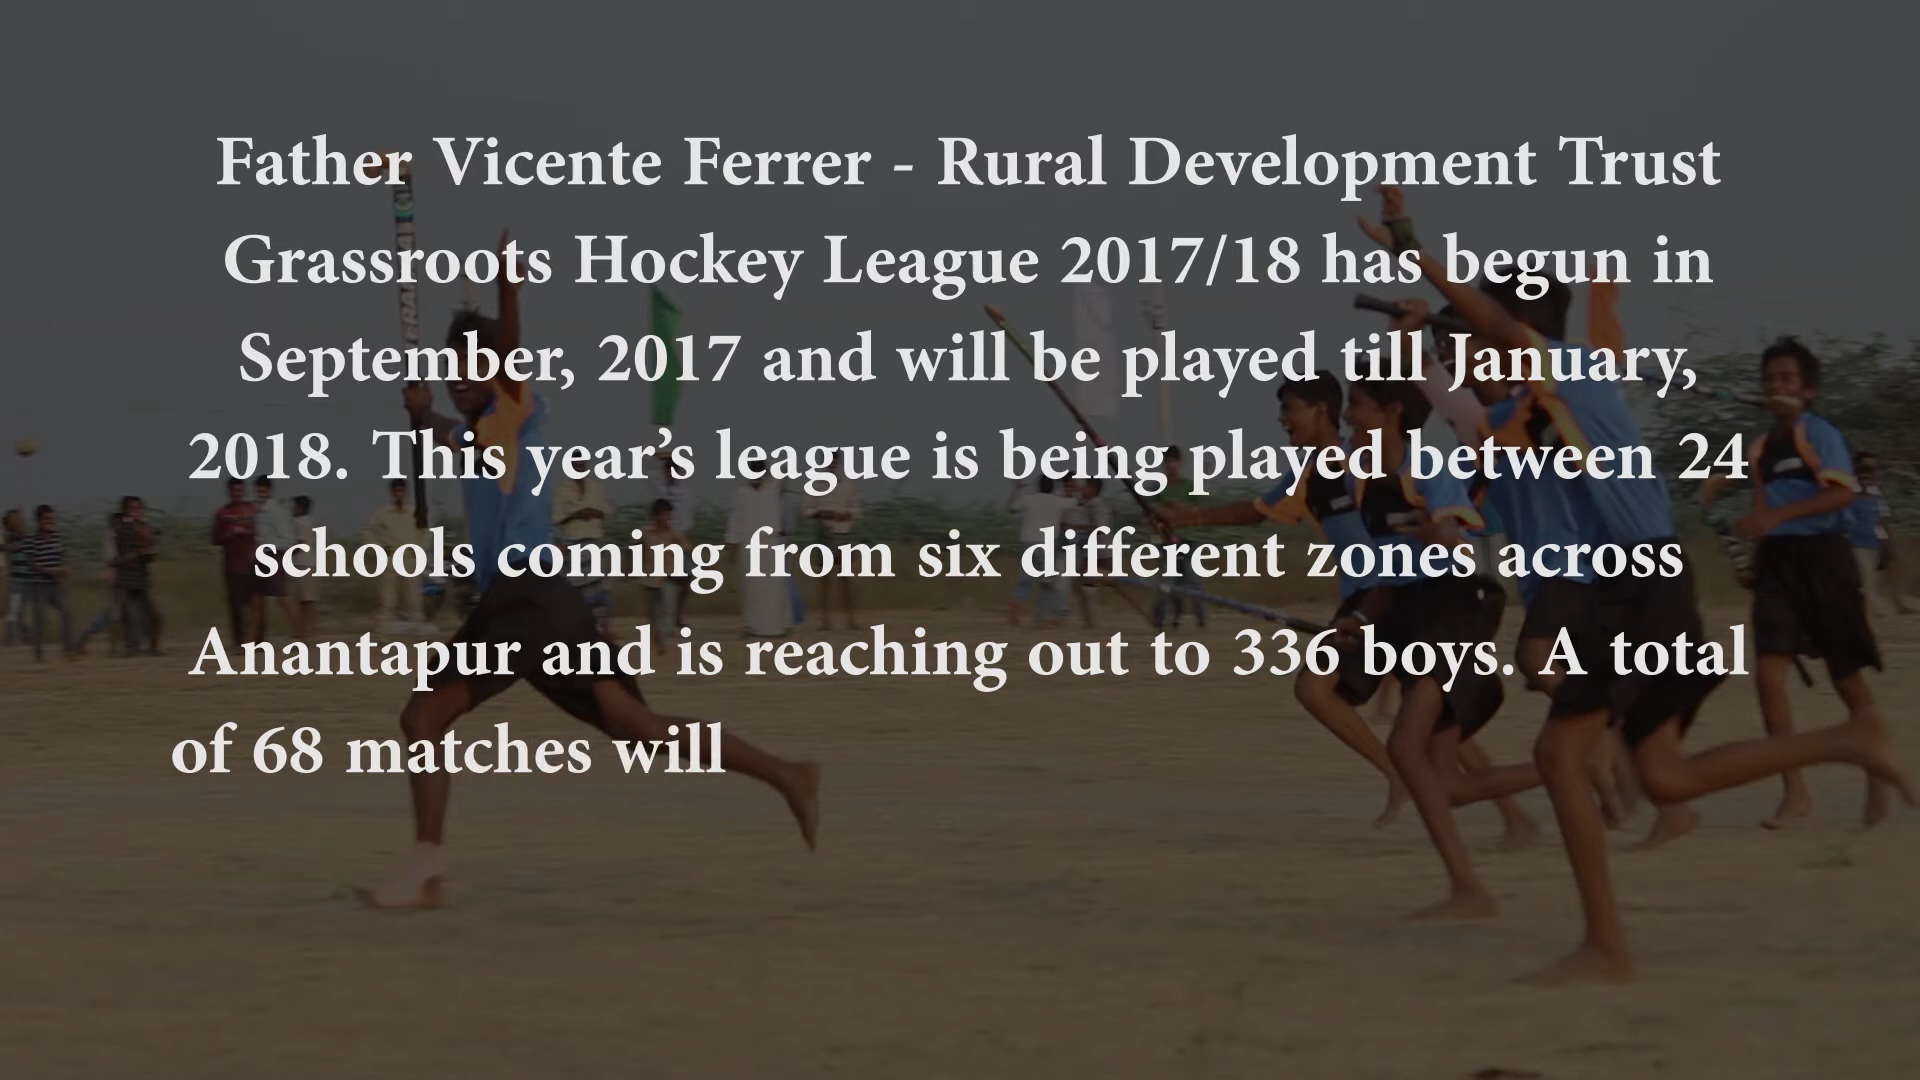 Father Vicente Ferrer - Rural Development Trust
Grassroots Hockey League 2017/18 has begun in
September, 2017 and will be played till January,
2018. This year’s league is being played between 24
schools coming from six different zones across
Anantapur and is reaching out to 336 boys. A total
of 68 matches will